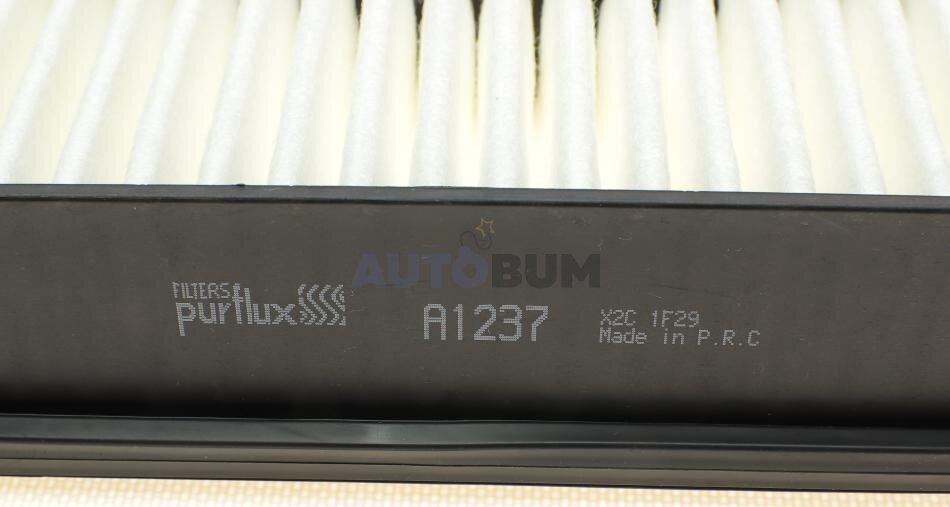 AUTOBUM
FILTERS
purflux
A1237
X2C 1F29
Made in P.R.C